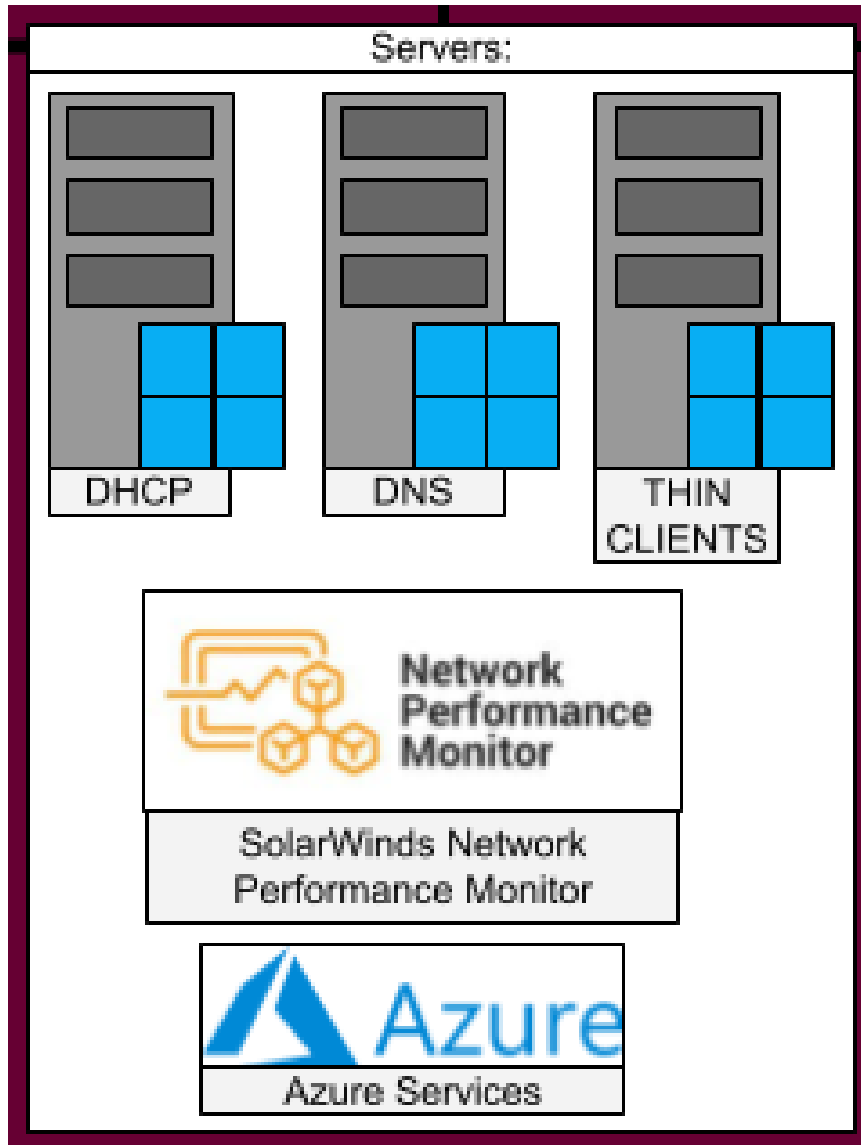 Servers:
DHCP
DNS
THIN
CLIENTS
Network
Performance
Monitor
SolarWinds Network
Performance Monitor
Azure
Azure Services